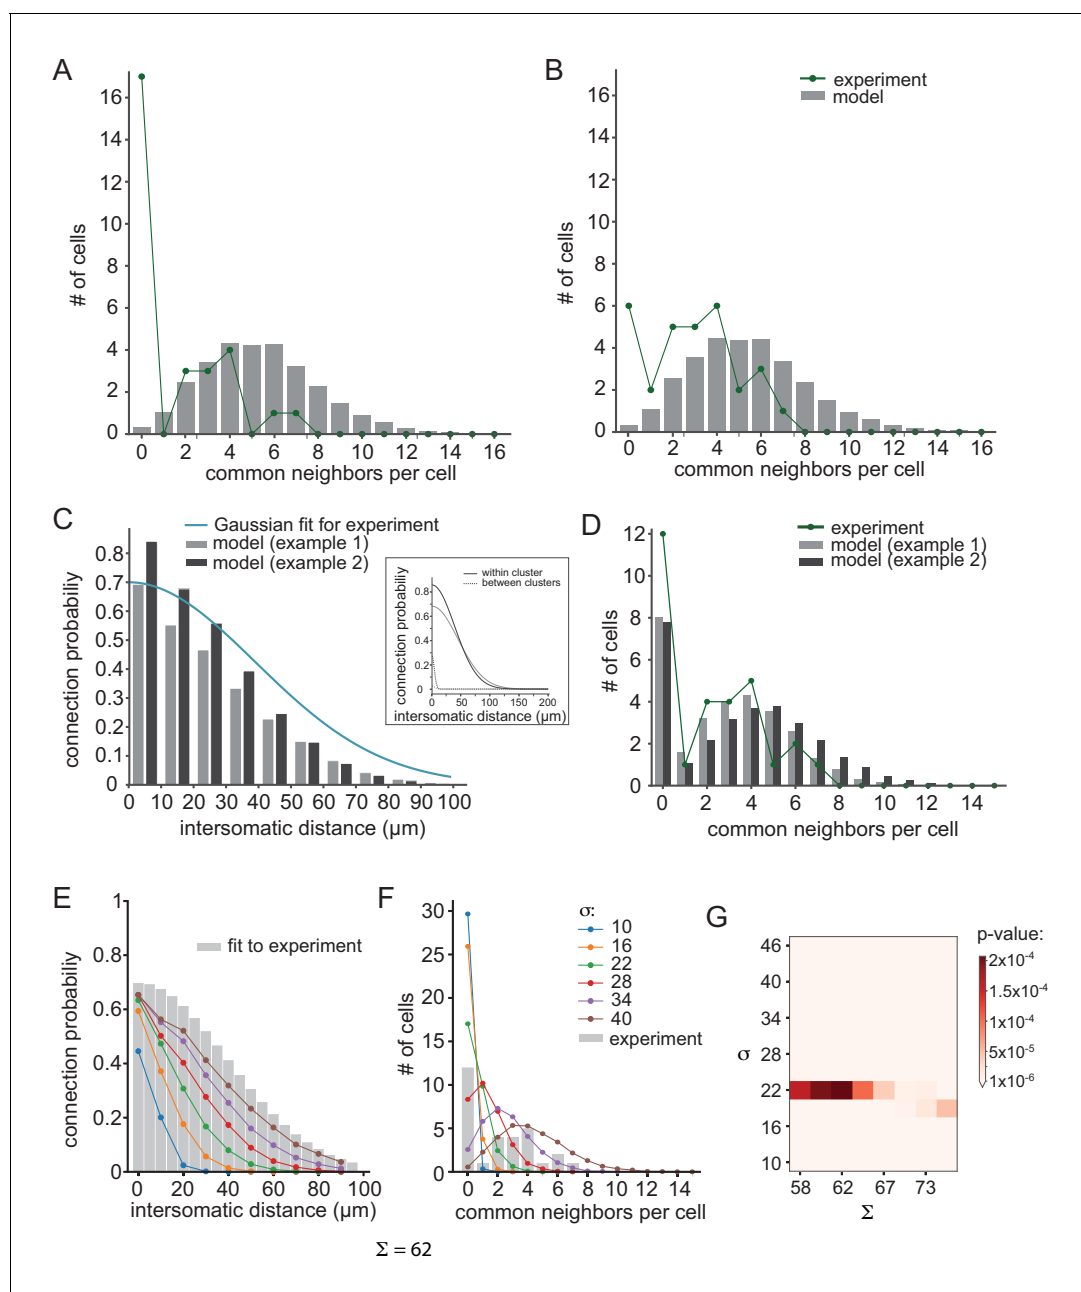 A
16
14
12
10
8
6
4
2
0
# of cells
0 2 4 6 8 10 12 14 16
common neighbors per cell
B
experiment
model
16
14
12
10
8
6
4
2
0
# of cells
0 2 4 6 8 10 12 14 16
common neighbors per cell
C
Gaussian fit for experiment
model (example 1)
model (example 2)
0.8
0.7
0.6
0.5
0.4
0.3
0.2
0.1
0
connection probability
0 10 20 30 40 50 60 70 80 90 100
intersomatic distance (µm)
within cluster
between clusters
0.8
0.6
0.4
0.2
0
connection probabiliy
0 50 100 150 200
intersomatic distance (µm)
D
experiment
model (example 1)
model (example 2)
12
10
8
6
4
2
0
# of cells
0 2 4 6 8 10 12 14
common neighbors per cell
E
fit to experiment
1
0.8
0.6
0.4
0.2
0
connection probabiliy
0 20 40 60 80 100
intersomatic distance (µm)
F
σ:
10
16
22
28
34
40
experiment
30
25
20
15
10
5
0
# of cells
0 2 4 6 8 10 12 14
common neighbors per cell
Σ = 62
G
46
40
34
28
22
16
10
σ
58 62 67 73
Σ
p-value:
2x10⁻⁴
1.5x10⁻⁴
1x10⁻⁴
5x10⁻⁵
1x10⁻⁶